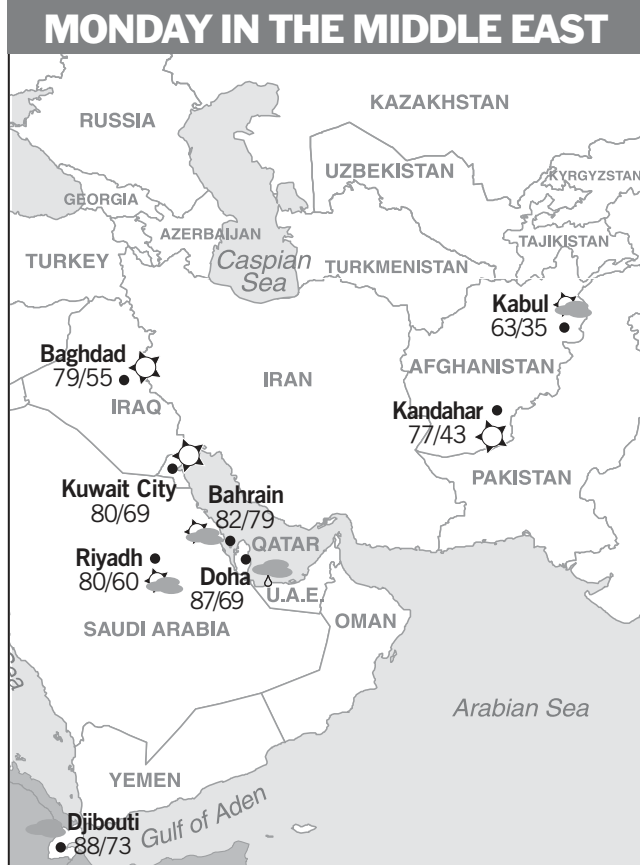 MONDAY IN THE MIDDLE EAST
KAZAKHSTAN
RUSSIA
UZBEKISTAN
KYRGYZSTAN
GEORGIA
AZERBAIJAN
TAJIKISTAN
TURKEY
Caspian
Sea
TURKMENISTAN
Kabul
63/35
Baghdad
79/55
IRAQ
IRAN
AFGHANISTAN
Kandahar
77/43
PAKISTAN
Kuwait City
80/69
Bahrain
82/79
QATAR
Riyadh
80/60
Doha
87/69
U.A.E.
OMAN
SAUDI ARABIA
Sea
Arabian Sea
YEMEN
Gulf of Aden
Djibouti
88/73